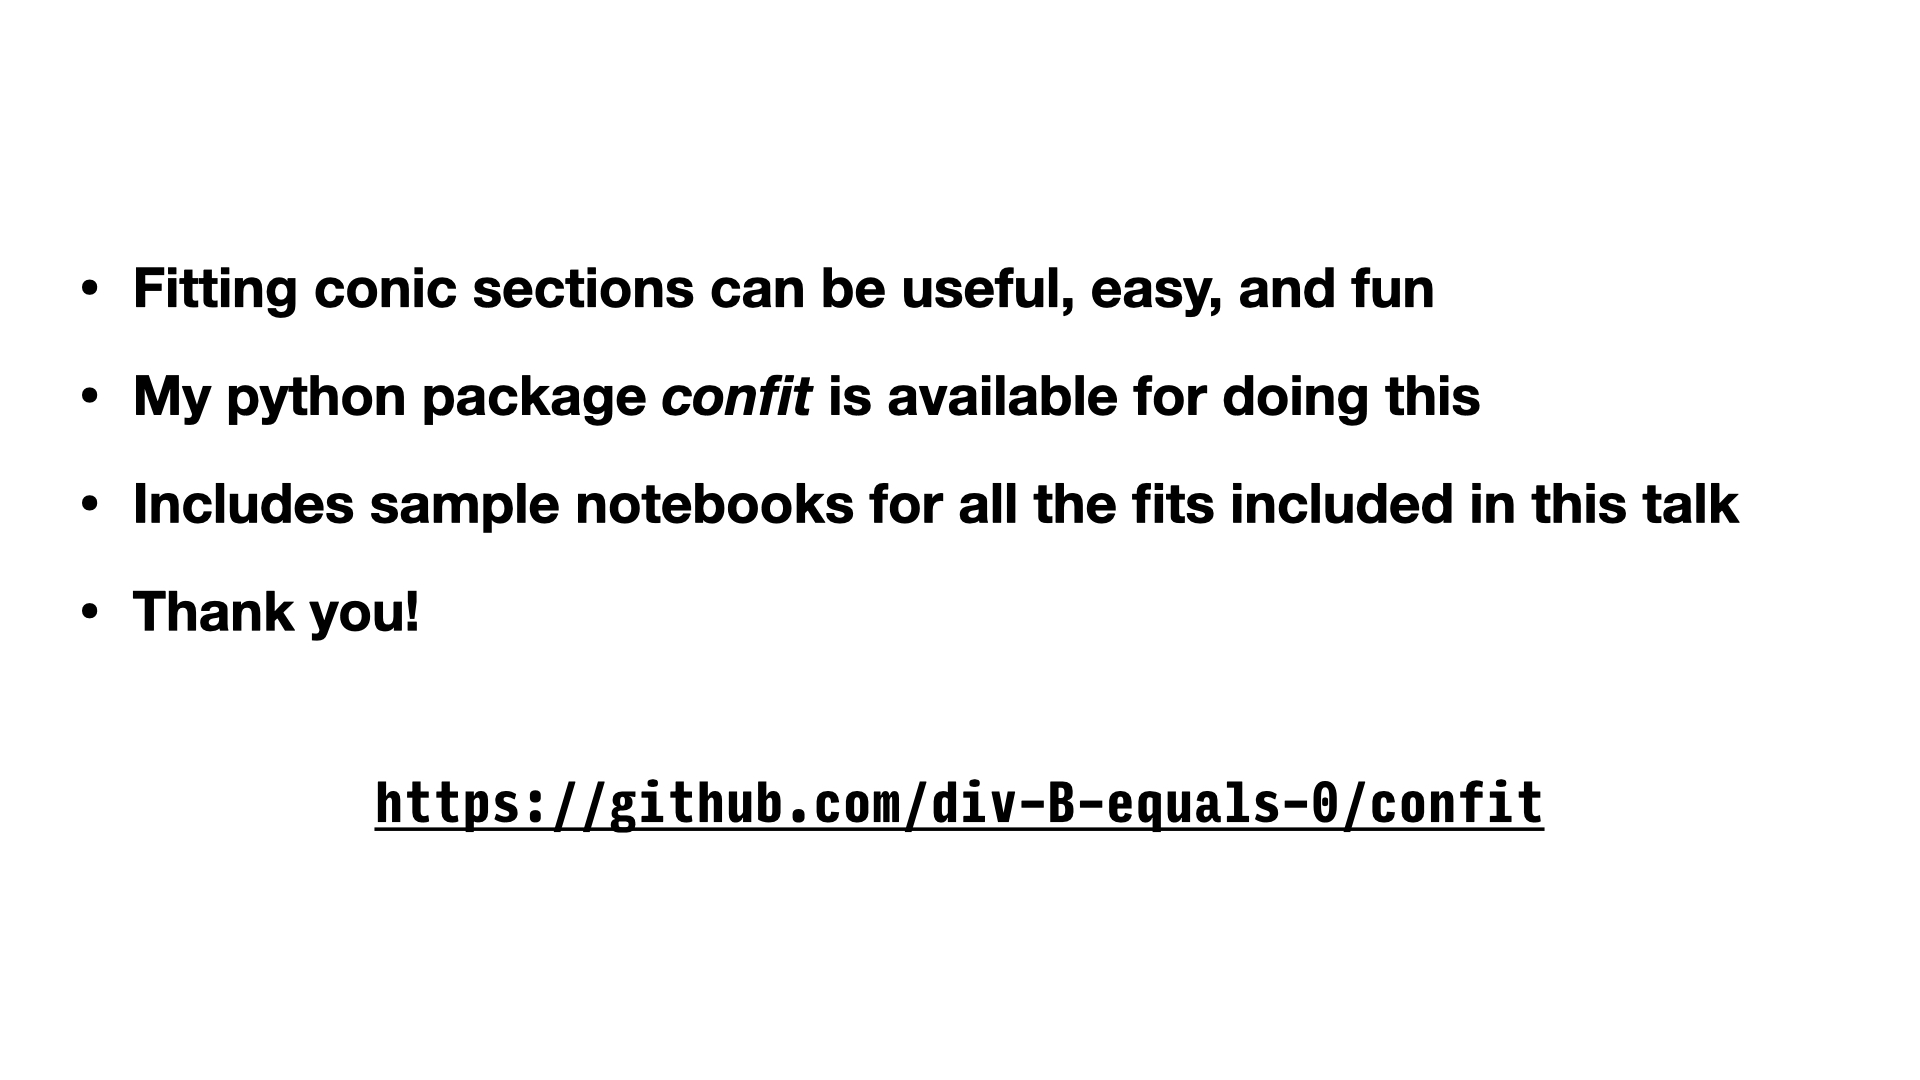 • Fitting conic sections can be useful, easy, and fun
• My python package confit is available for doing this
• Includes sample notebooks for all the fits included in this talk
• Thank you!
https://github.com/div-B-equals-0/confit